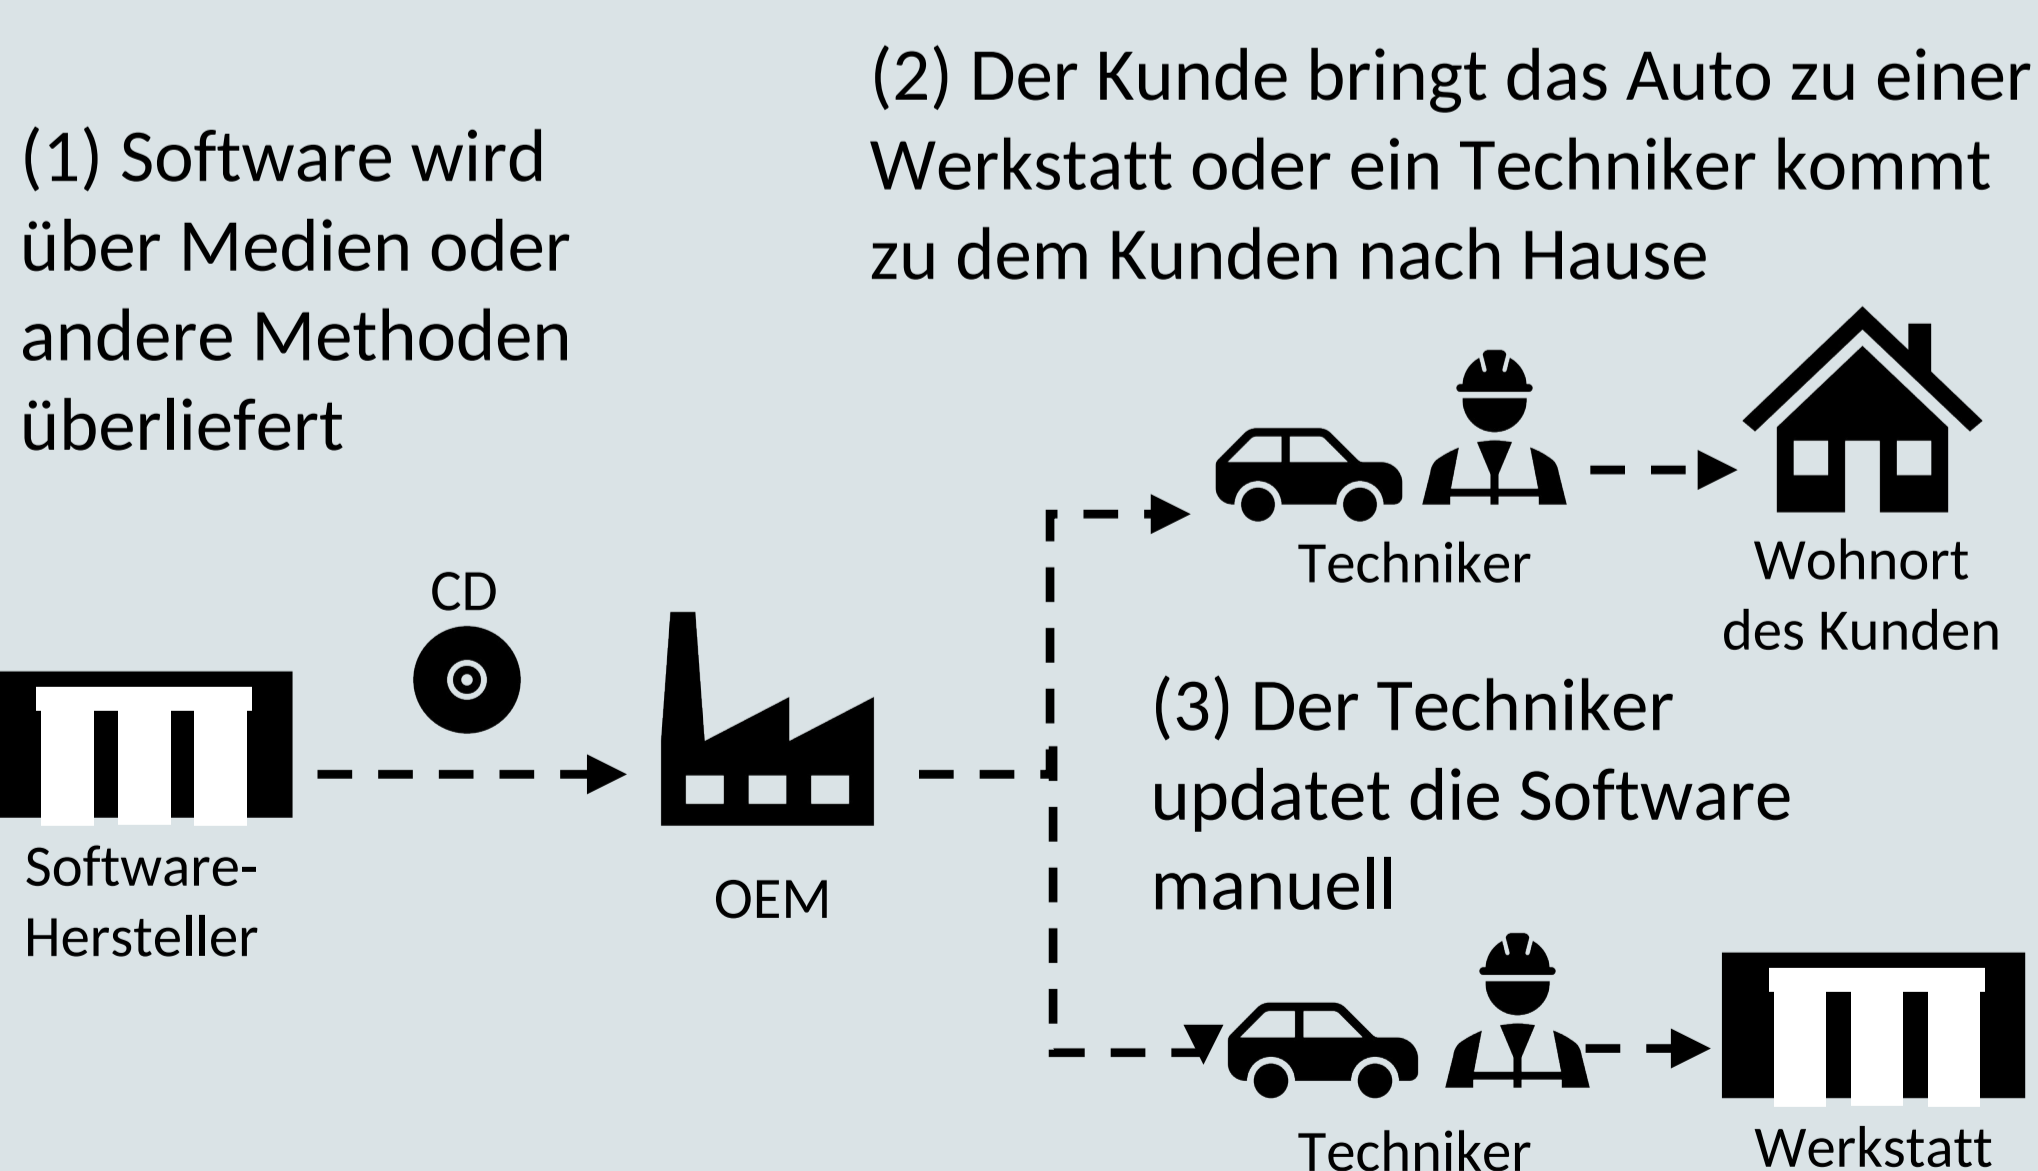 (1) Software wird
über Medien oder
andere Methoden
überliefert
(2) Der Kunde bringt das Auto zu einer
Werkstatt oder ein Techniker kommt
zu dem Kunden nach Hause
CD
Software-
Hersteller
OEM
Techniker
Wohnort
des Kunden
(3) Der Techniker
updatet die Software
manuell
Techniker
Werkstatt